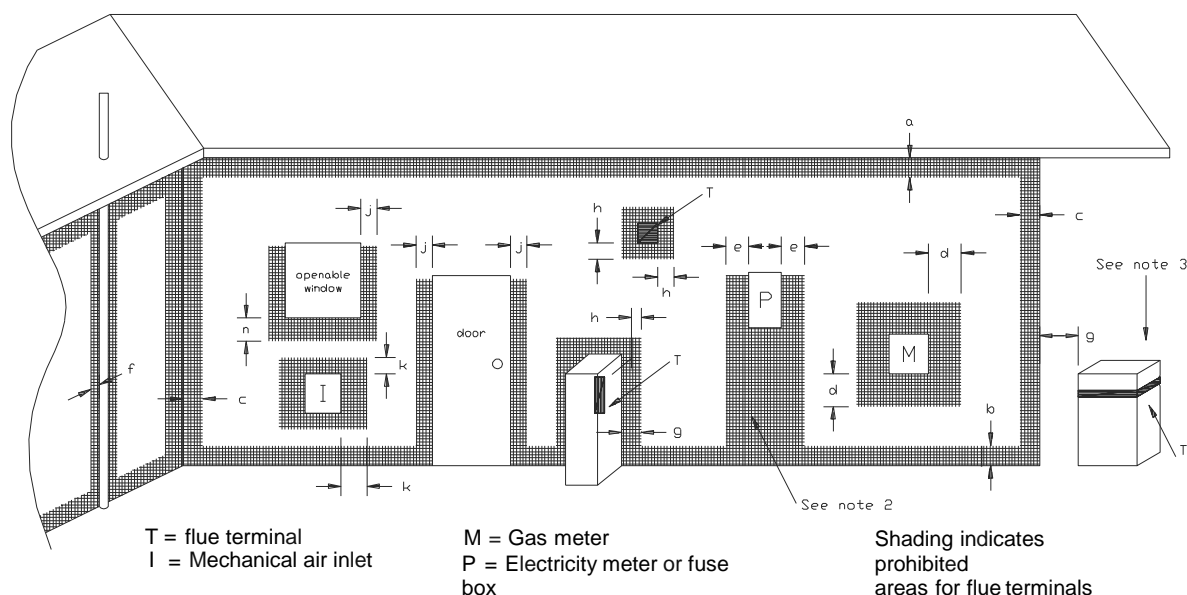 a
T
j
h
c
j
j
e
e
d
See note 3
openable
window
P
h
n
door
h
g
M
k
T
f
I
d
c
b
g
k
T
See note 2
T = flue terminal
I = Mechanical air inlet
M = Gas meter
P = Electricity meter or fuse
box
Shading indicates
prohibited
areas for flue terminals